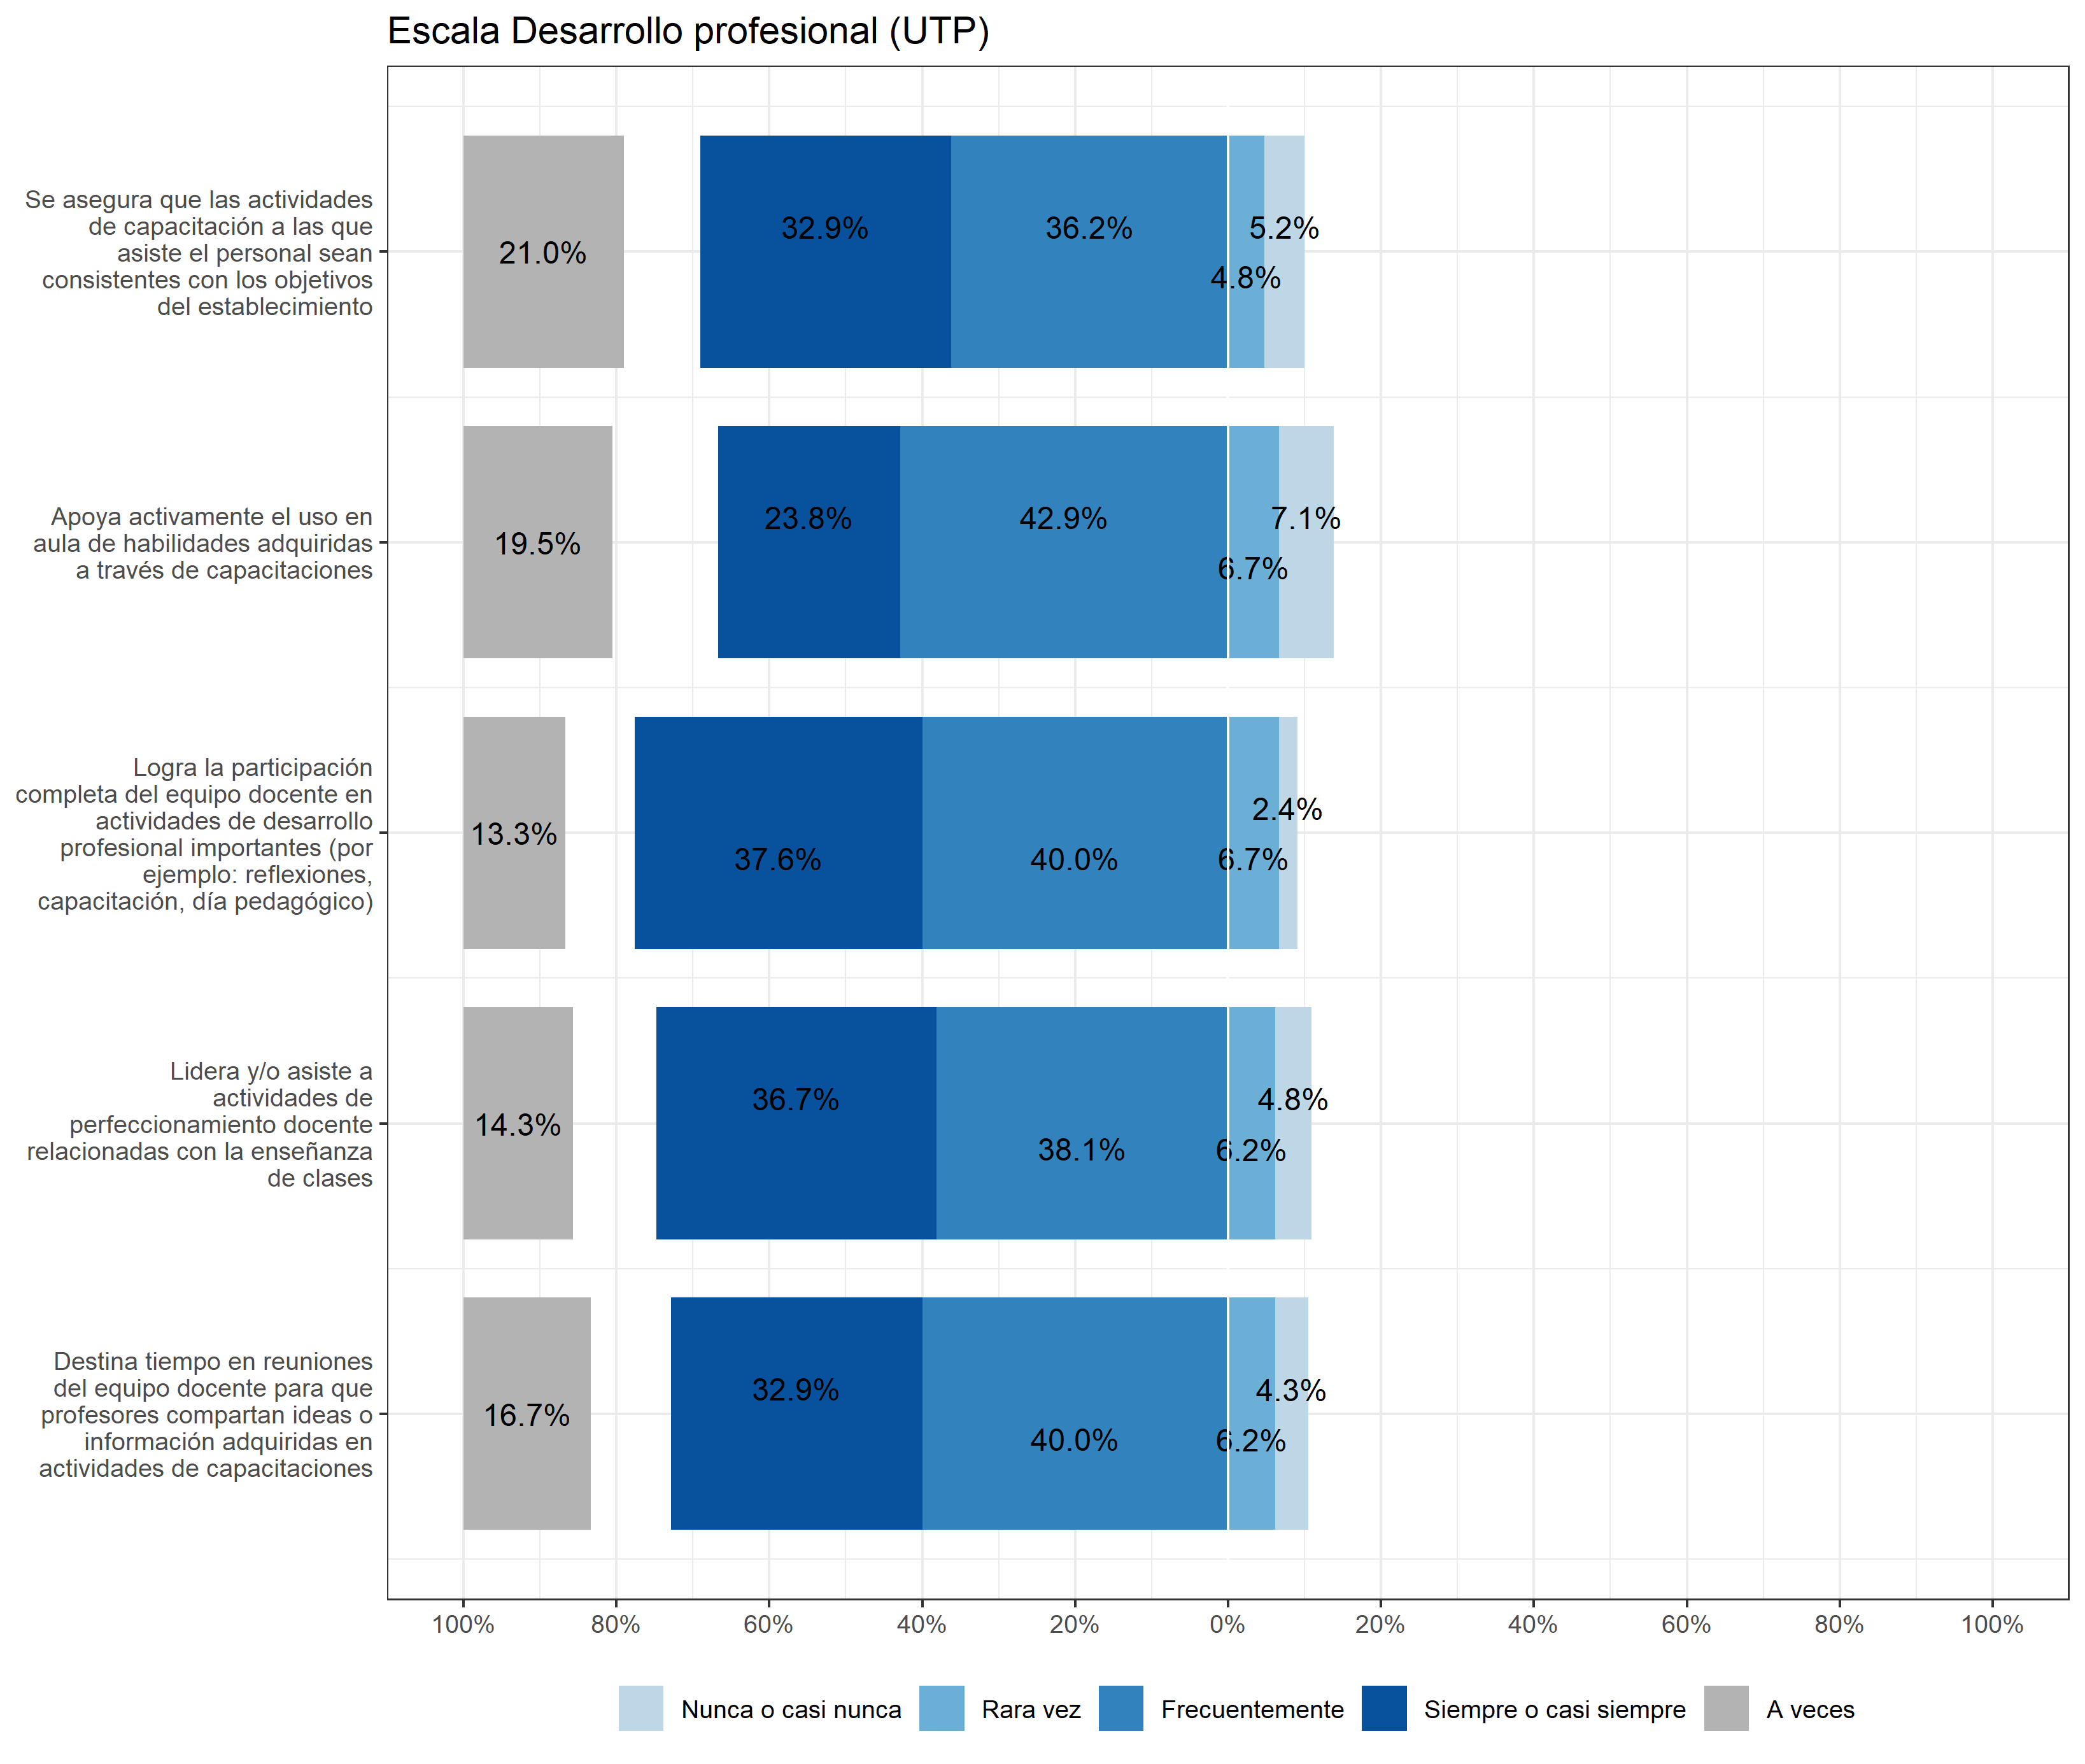 Escala Desarrollo profesional (UTP)
Se asegura que las actividades
de capacitación a las que
asiste el personal sean
consistentes con los objetivos
del establecimiento
21.0%
32.9%
36.2%
5.2%
4.8%
Apoya activamente el uso en
aula de habilidades adquiridas
a través de capacitaciones
19.5%
23.8%
42.9%
7.1%
6.7%
Logra la participación
completa del equipo docente en
actividades de desarrollo
profesional importantes (por
ejemplo: reflexiones,
capacitación, día pedagógico)
13.3%
37.6%
40.0%
2.4%
6.7%
Lidera y/o asiste a
actividades de
perfeccionamiento docente
relacionadas con la enseñanza
de clases
14.3%
36.7%
38.1%
4.8%
6.2%
Destina tiempo en reuniones
del equipo docente para que
profesores compartan ideas o
información adquiridas en
actividades de capacitaciones
16.7%
32.9%
40.0%
4.3%
6.2%
100% 80% 60% 40% 20% 0% 20% 40% 60% 80% 100%
Nunca o casi nunca Rara vez Frecuentemente Siempre o casi siempre A veces